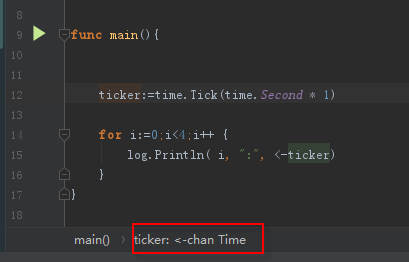 8
9 func main(){
10
11
12 ticker:=time.Tick(time.Second * 1)
13
14 for i:=0;i<4;i++ {
15 log.Println( i, ":", <-ticker)
16 }
17 }
18
main() › ticker: <-chan Time